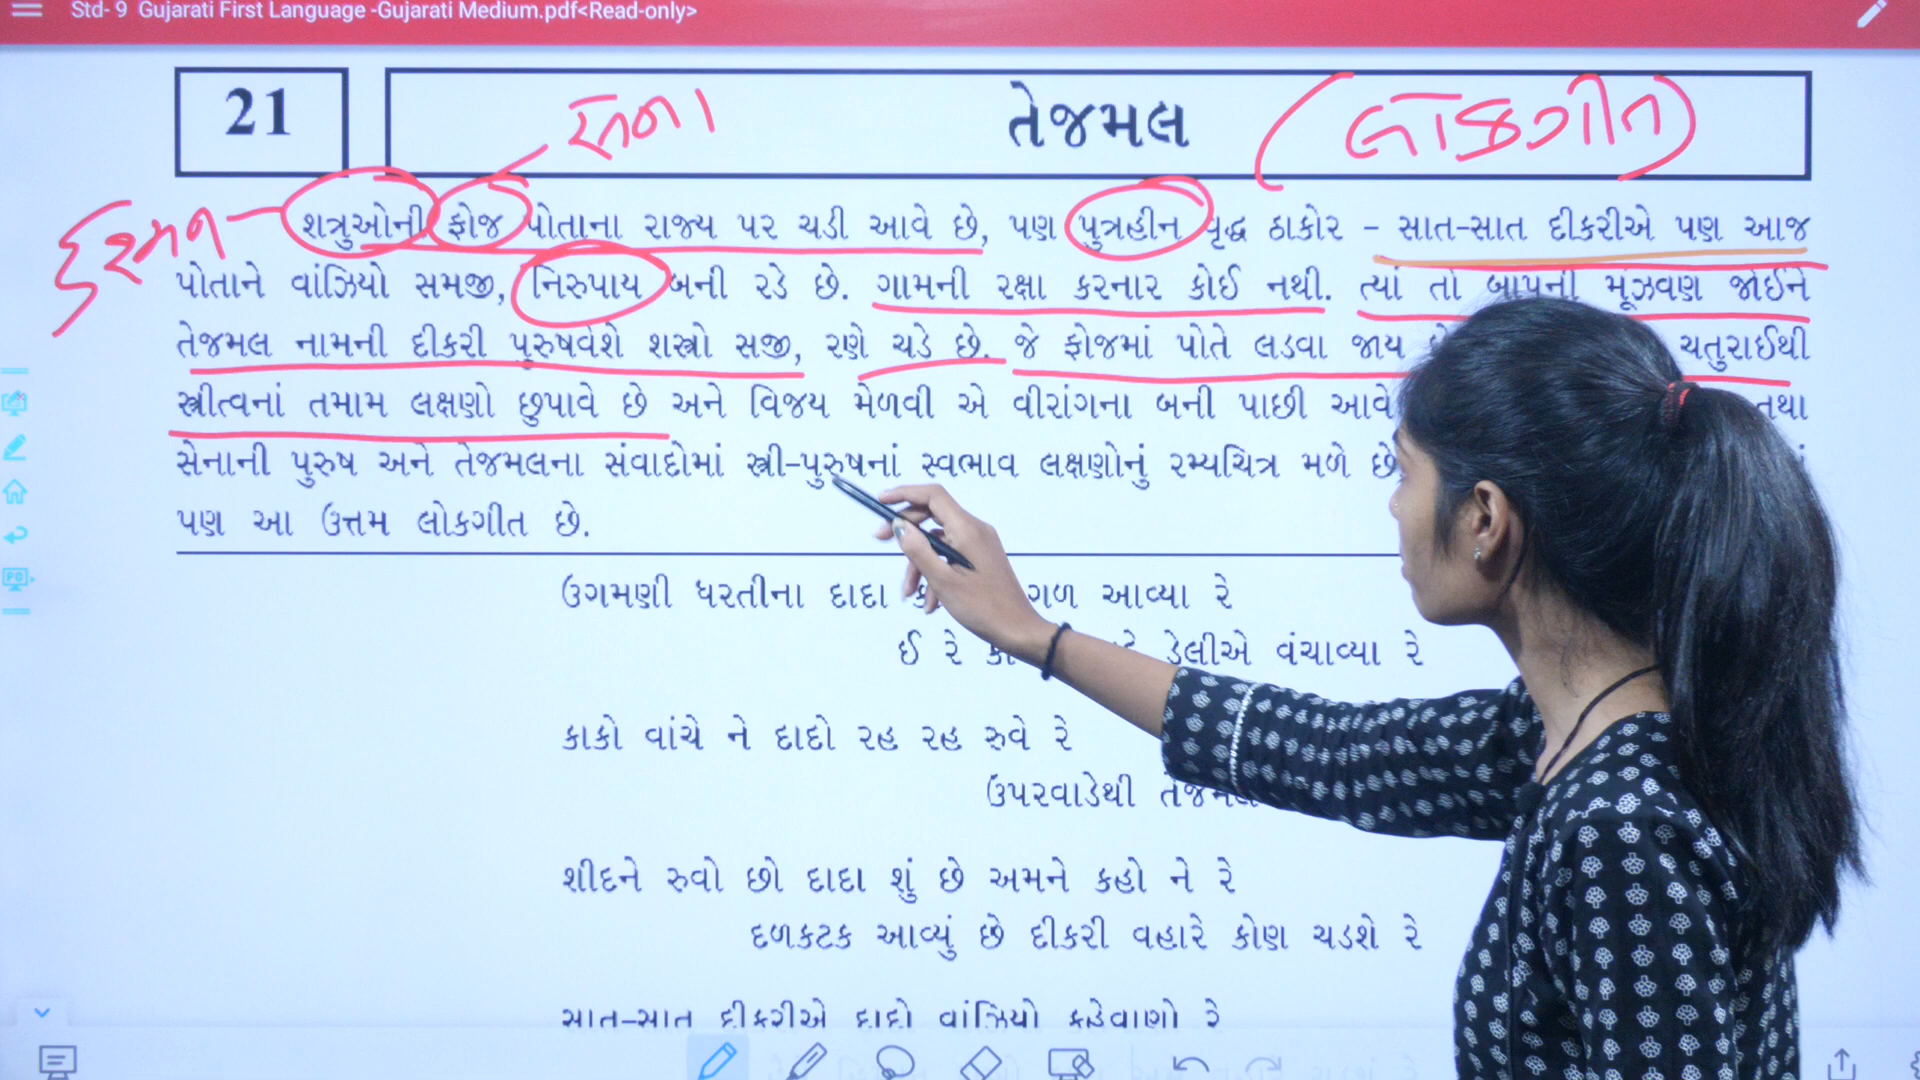 Std- 9 Gujarati First Language -Gujarati Medium.pdf<Read-only>
21
સેના
તેજમલ
(લોકગીત)
દુશ્મન
શત્રુઓની ફોજ પોતાના રાજ્ય પર ચડી આવે છે, પણ પુત્રહીન વૃદ્ધ ઠાકોર – સાત-સાત દીકરીએ પણ આજ
પોતાને વાંઝિયો સમજી, નિરુપાય બની રડે છે. ગામની રક્ષા કરનાર કોઈ નથી. ત્યાં તો બાપની મૂંઝવણ જોઈને
તેજમલ નામની દીકરી પુરુષવેશે શસ્ત્રો સજી, રણે ચડે છે. જે ફોજમાં પોતે લડવા જાય ચતુરાઈથી
સ્ત્રીત્વનાં તમામ લક્ષણો છુપાવે છે અને વિજય મેળવી એ વીરાંગના બની પાછી આવે તથા
સેનાની પુરુષ અને તેજમલના સંવાદોમાં સ્ત્રી-પુરુષનાં સ્વભાવ લક્ષણોનું રમ્યચિત્ર મળે છે
પણ આ ઉત્તમ લોકગીત છે.
ઉગમણી ધરતીના દાદા આવ્યા રે
ઈ રે ડેલીએ વંચાવ્યા રે
કાકો વાંચે ને દાદો રહ રહ રુવે રે
ઉપરવાડેથી તેજમલ
શીદને રુવો છો દાદા શું છે અમને કહો ને રે
દળકટક આવ્યું છે દીકરી વહારે કોણ ચડશે રે
સાત-સાત દીકરીએ દાદો વાંઝિયો કહેવાણો રે